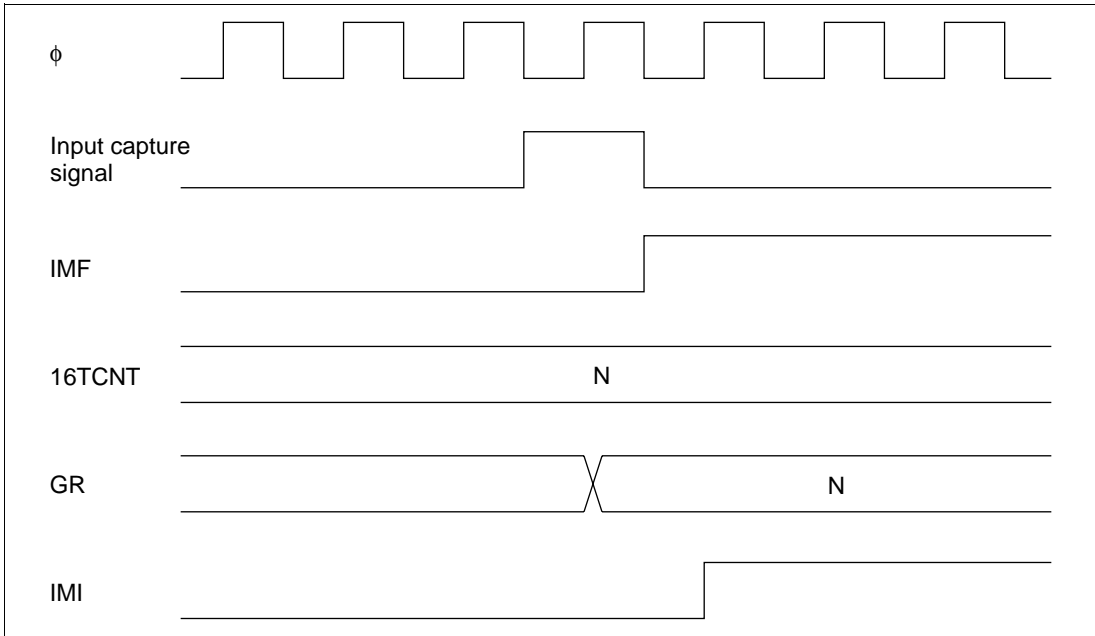 ϕ
Input capture
signal
IMF
16TCNT
N
GR
N
IMI